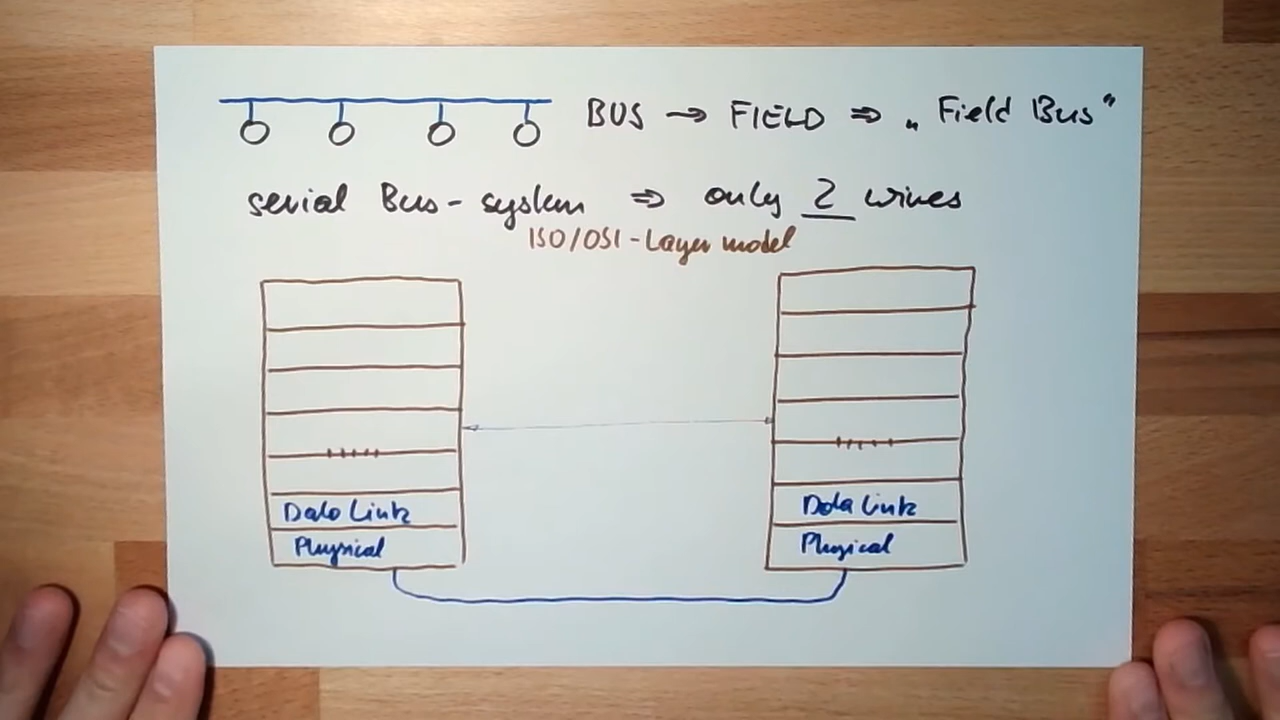 BUS → FIELD ⇒ „Field Bus"
serial Bus-system ⇒ only 2 wires
ISO/OSI-Layer model
Data Link
Physical
Data Link
Physical